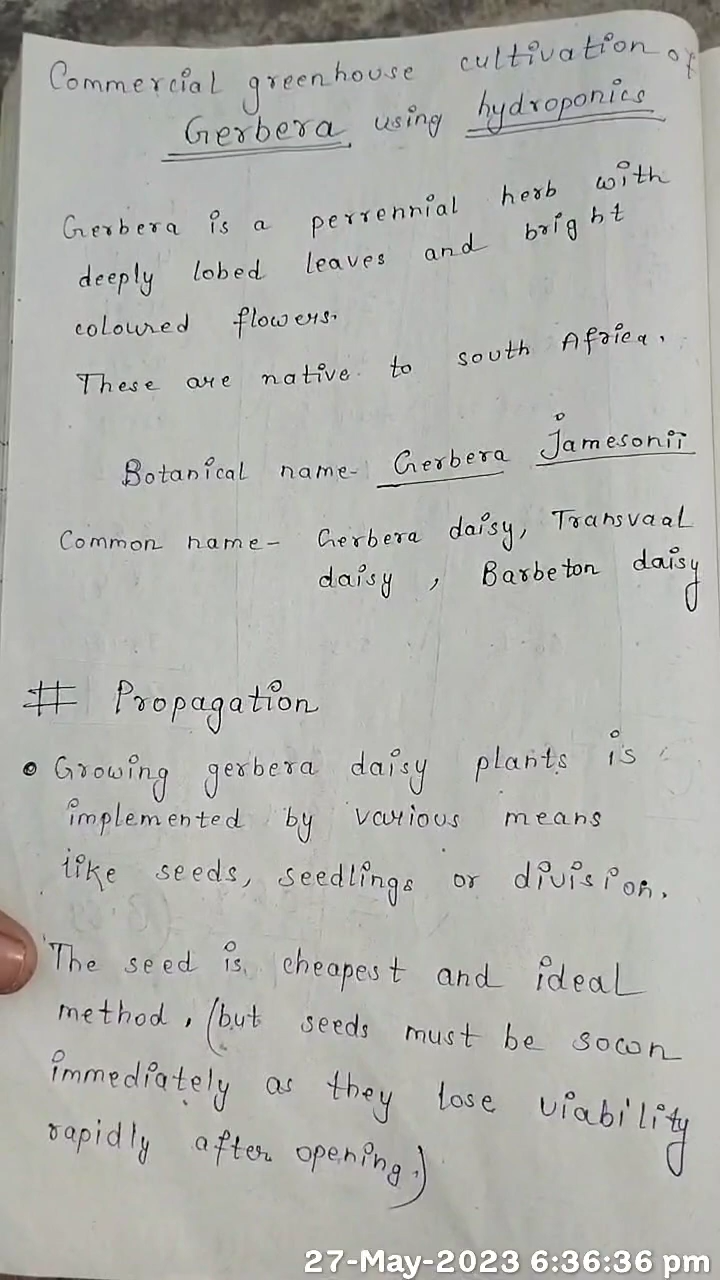 Commercial greenhouse cultivation of
Gerbera using hydroponics
Gerbera is a perrennial herb with
deeply lobed leaves and bright
coloured flowers.
These are native to south Africa.
Botanical name- Gerbera Jamesonii
Common name- Gerbera daisy, Transvaal
daisy, Barbeton daisy
# Propagation
• Growing gerbera daisy plants is
implemented by various means
like seeds, seedlings or division.
The seed is cheapest and ideal
method, (but seeds must be socon
immediately as they lose viability
rapidly after opening.)
27-May-2023 6:36:36 pm